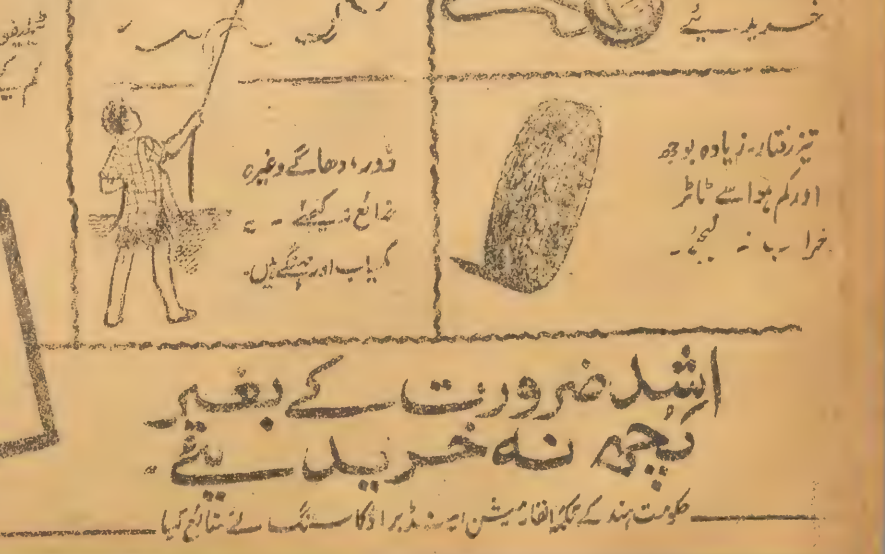 خریدیئے
تیز رفتار، زیادہ بوجھ
اور کم ہوا سے ٹائر
خراب نہ کیجئے۔
ڈور، دھاگے وغیرہ
ضائع نہ کیجئے۔ یہ
کمیاب اور مہنگے ہیں۔
اشد ضرورت کے بغیر
کچھ نہ خریدیئے۔
حکومت ہند کے محکمہ انفارمیشن اینڈ براڈکاسٹنگ نے شائع کیا